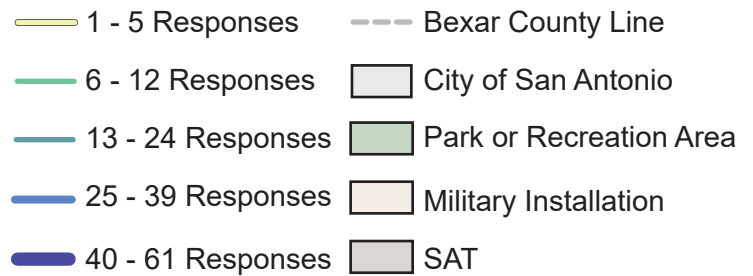 1 - 5 Responses
6 - 12 Responses
13 - 24 Responses
25 - 39 Responses
40 - 61 Responses
Bexar County Line
City of San Antonio
Park or Recreation Area
Military Installation
SAT